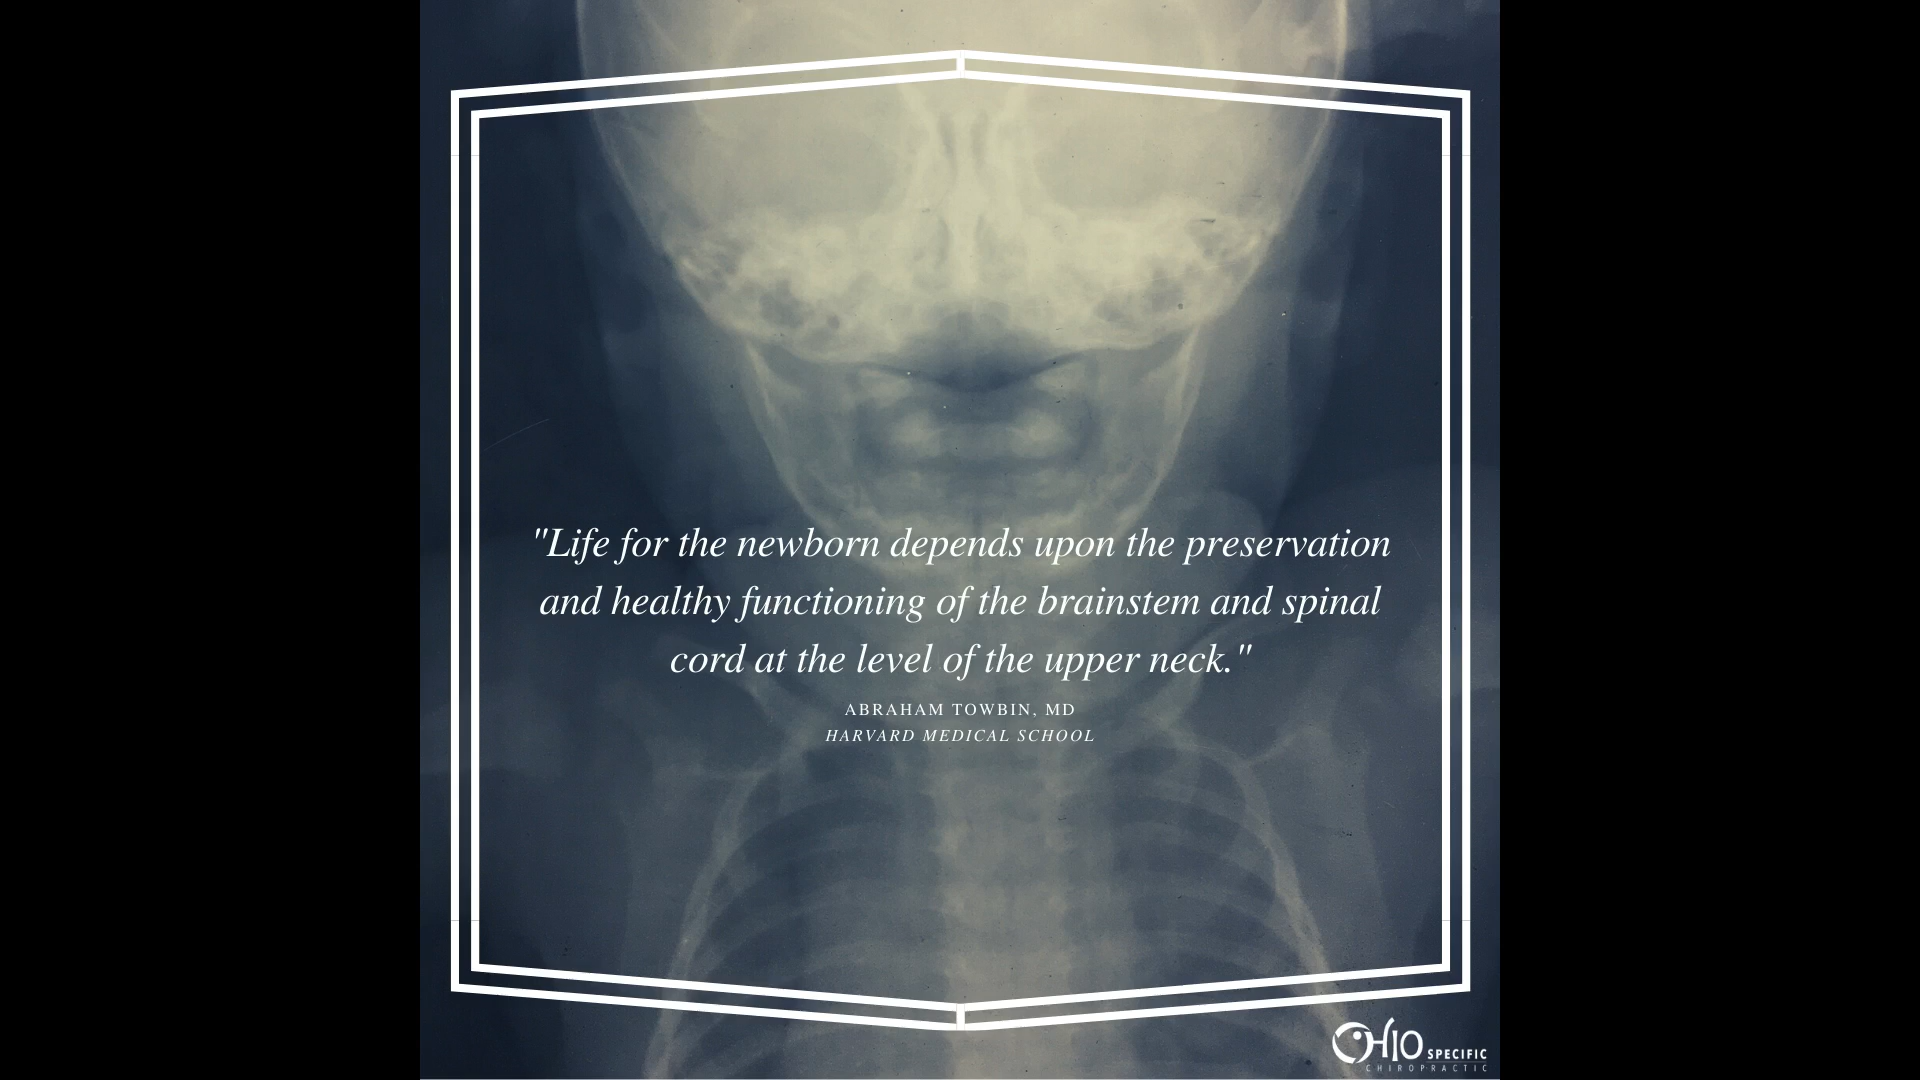 "Life for the newborn depends upon the preservation
and healthy functioning of the brainstem and spinal
cord at the level of the upper neck."
ABRAHAM TOWBIN, MD
HARVARD MEDICAL SCHOOL
OHIO SPECIFIC
CHIROPRACTIC